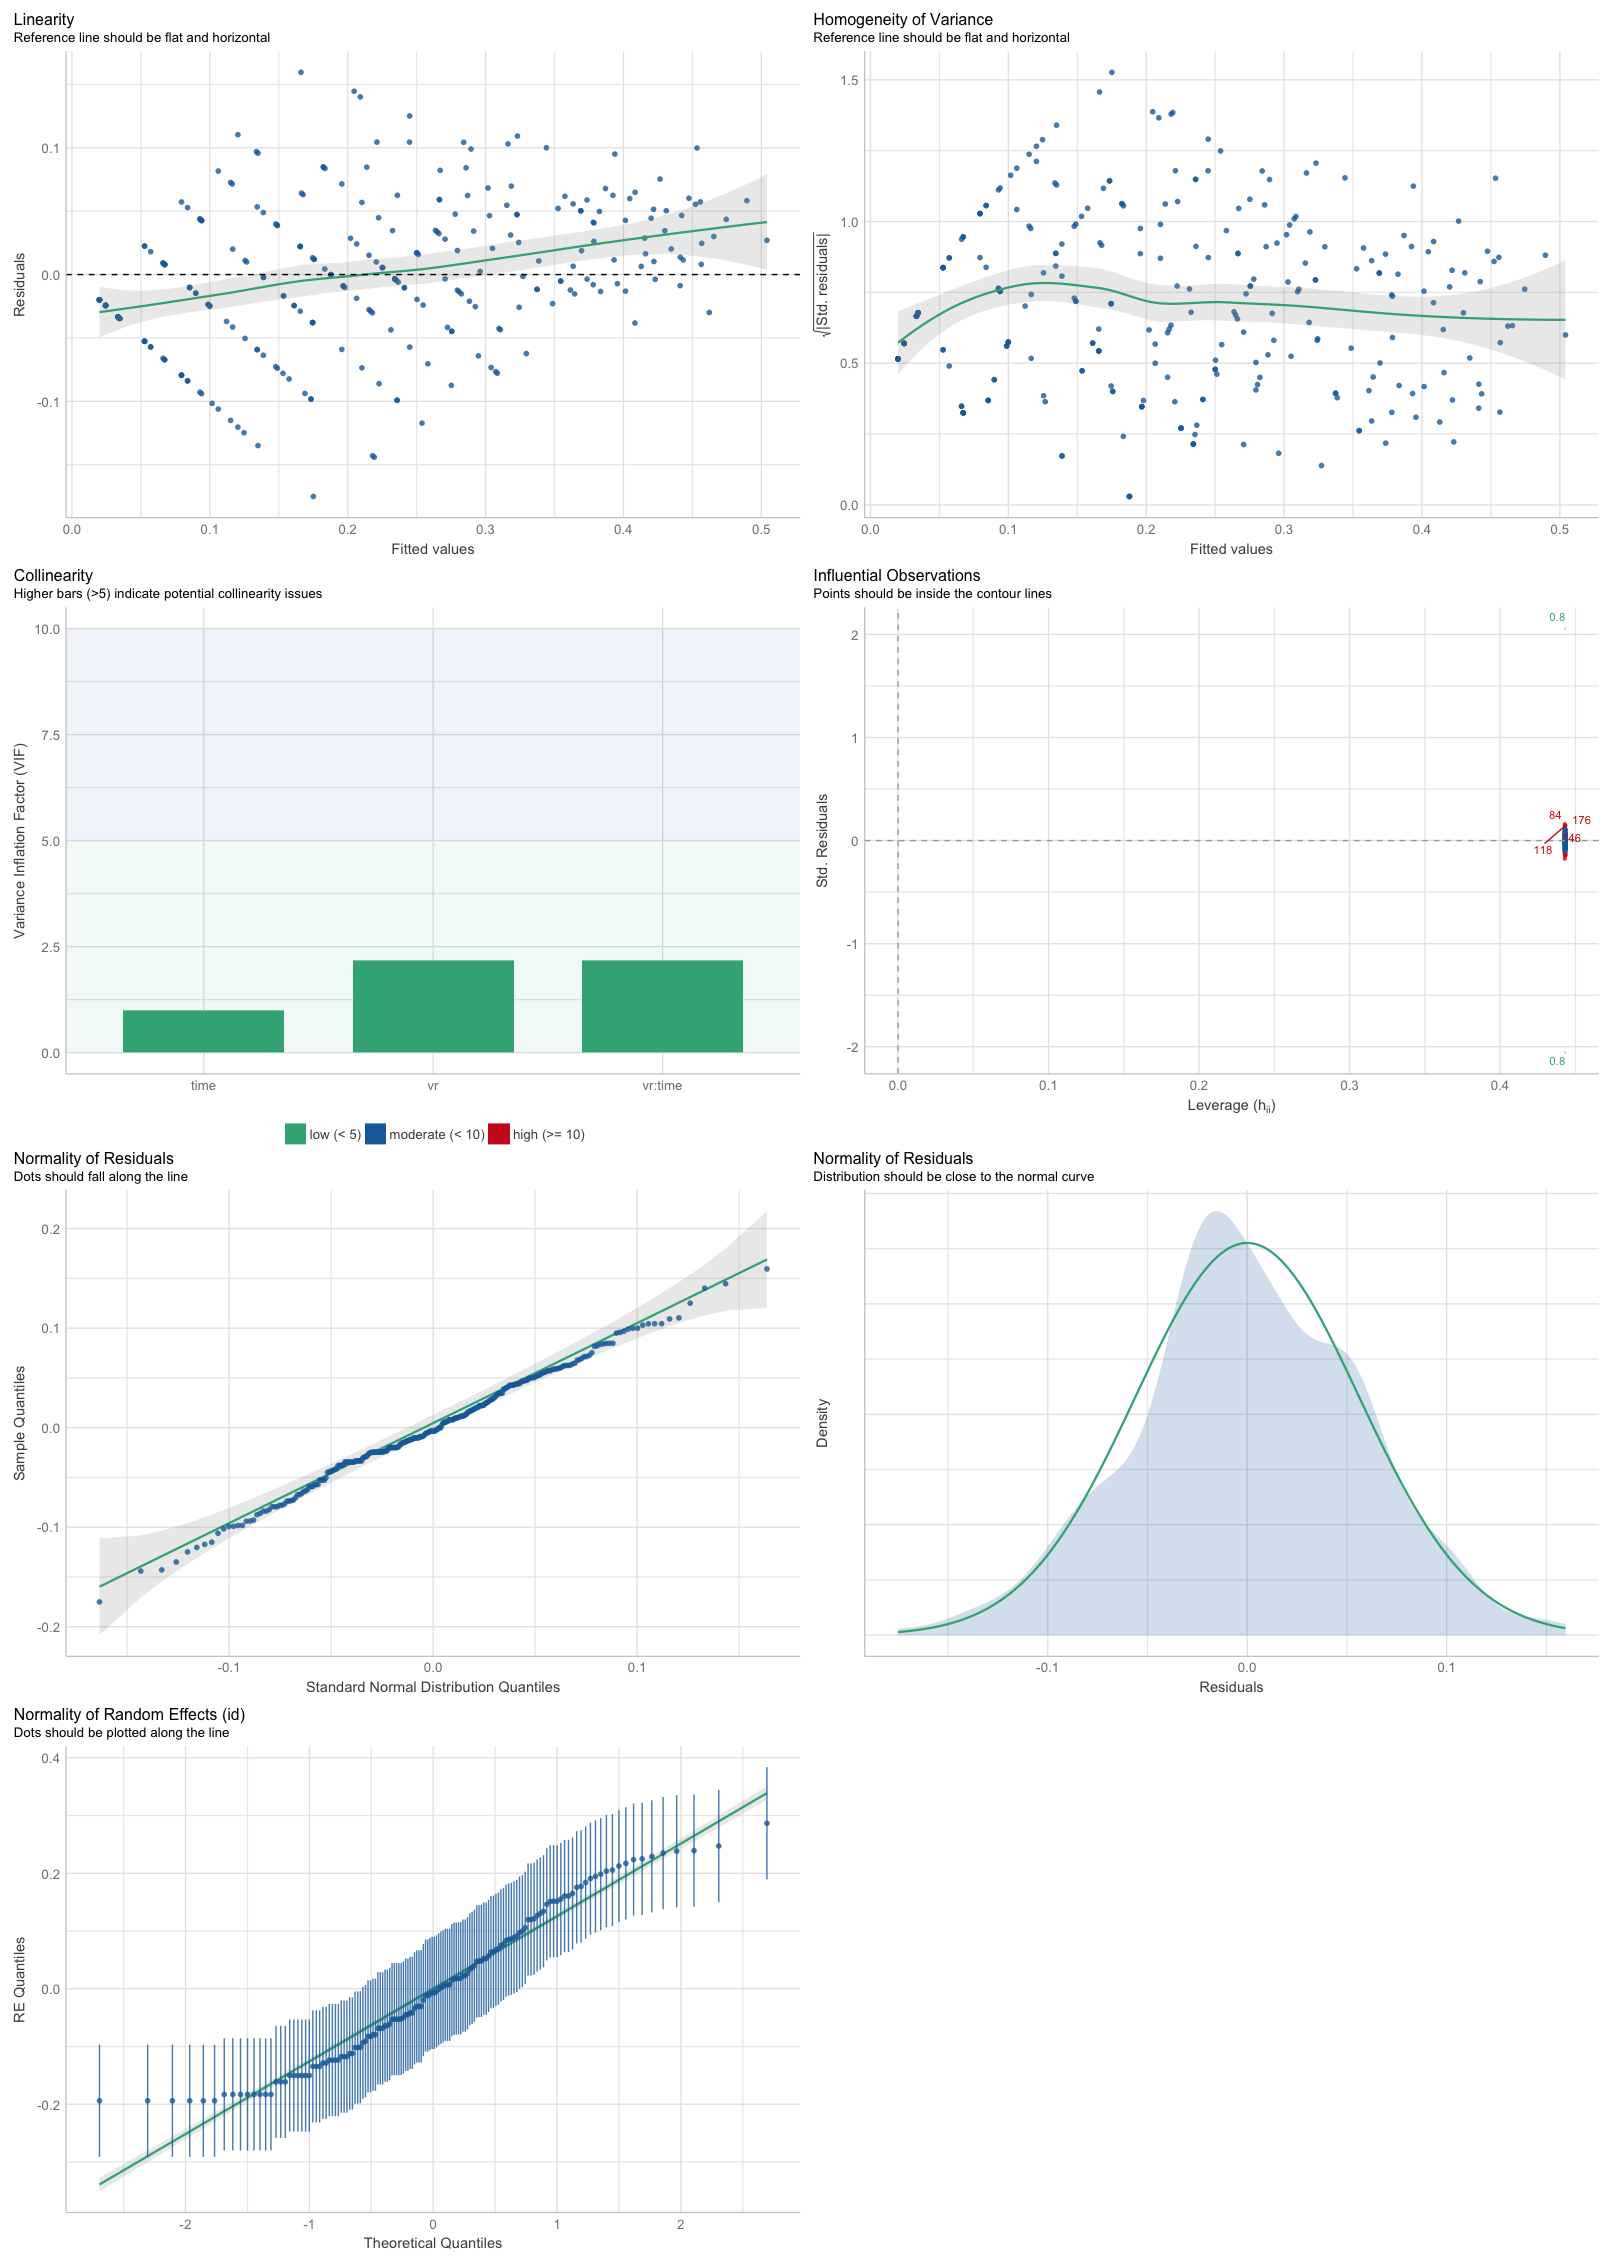 Linearity
Reference line should be flat and horizontal
Residuals
0.1
0.0
-0.1
0.0 0.1 0.2 0.3 0.4 0.5
Fitted values
Homogeneity of Variance
Reference line should be flat and horizontal
√|Std. residuals|
1.5
1.0
0.5
0.0
0.0 0.1 0.2 0.3 0.4 0.5
Fitted values
Collinearity
Higher bars (>5) indicate potential collinearity issues
Variance Inflation Factor (VIF)
10.0
7.5
5.0
2.5
0.0
time vr vr:time
low (< 5) moderate (< 10) high (>= 10)
Influential Observations
Points should be inside the contour lines
Std. Residuals
2
1
0
-1
-2
0.8
84
176
46
118
0.8
0.0 0.1 0.2 0.3 0.4
Leverage (hii)
Normality of Residuals
Dots should fall along the line
Sample Quantiles
0.2
0.1
0.0
-0.1
-0.2
-0.1 0.0 0.1
Standard Normal Distribution Quantiles
Normality of Residuals
Distribution should be close to the normal curve
Density
-0.1 0.0 0.1
Residuals
Normality of Random Effects (id)
Dots should be plotted along the line
RE Quantiles
0.4
0.2
0.0
-0.2
-2 -1 0 1 2
Theoretical Quantiles